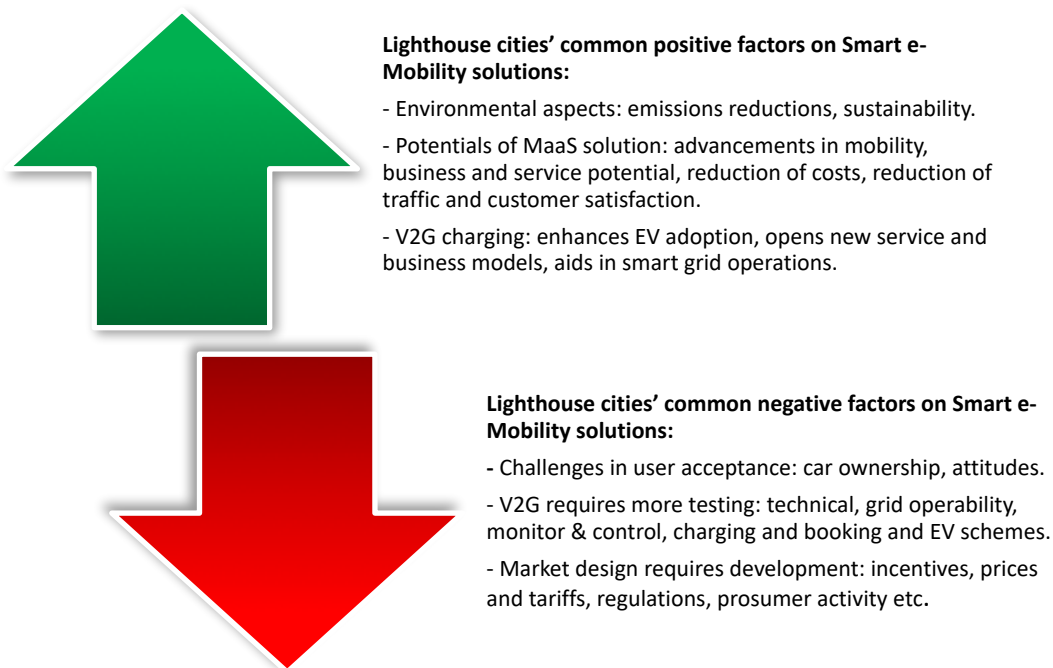 Lighthouse cities’ common positive factors on Smart e-
Mobility solutions:
- Environmental aspects: emissions reductions, sustainability.
- Potentials of MaaS solution: advancements in mobility,
business and service potential, reduction of costs, reduction of
traffic and customer satisfaction.
- V2G charging: enhances EV adoption, opens new service and
business models, aids in smart grid operations.
Lighthouse cities’ common negative factors on Smart e-
Mobility solutions:
- Challenges in user acceptance: car ownership, attitudes.
- V2G requires more testing: technical, grid operability,
monitor & control, charging and booking and EV schemes.
- Market design requires development: incentives, prices
and tariffs, regulations, prosumer activity etc.